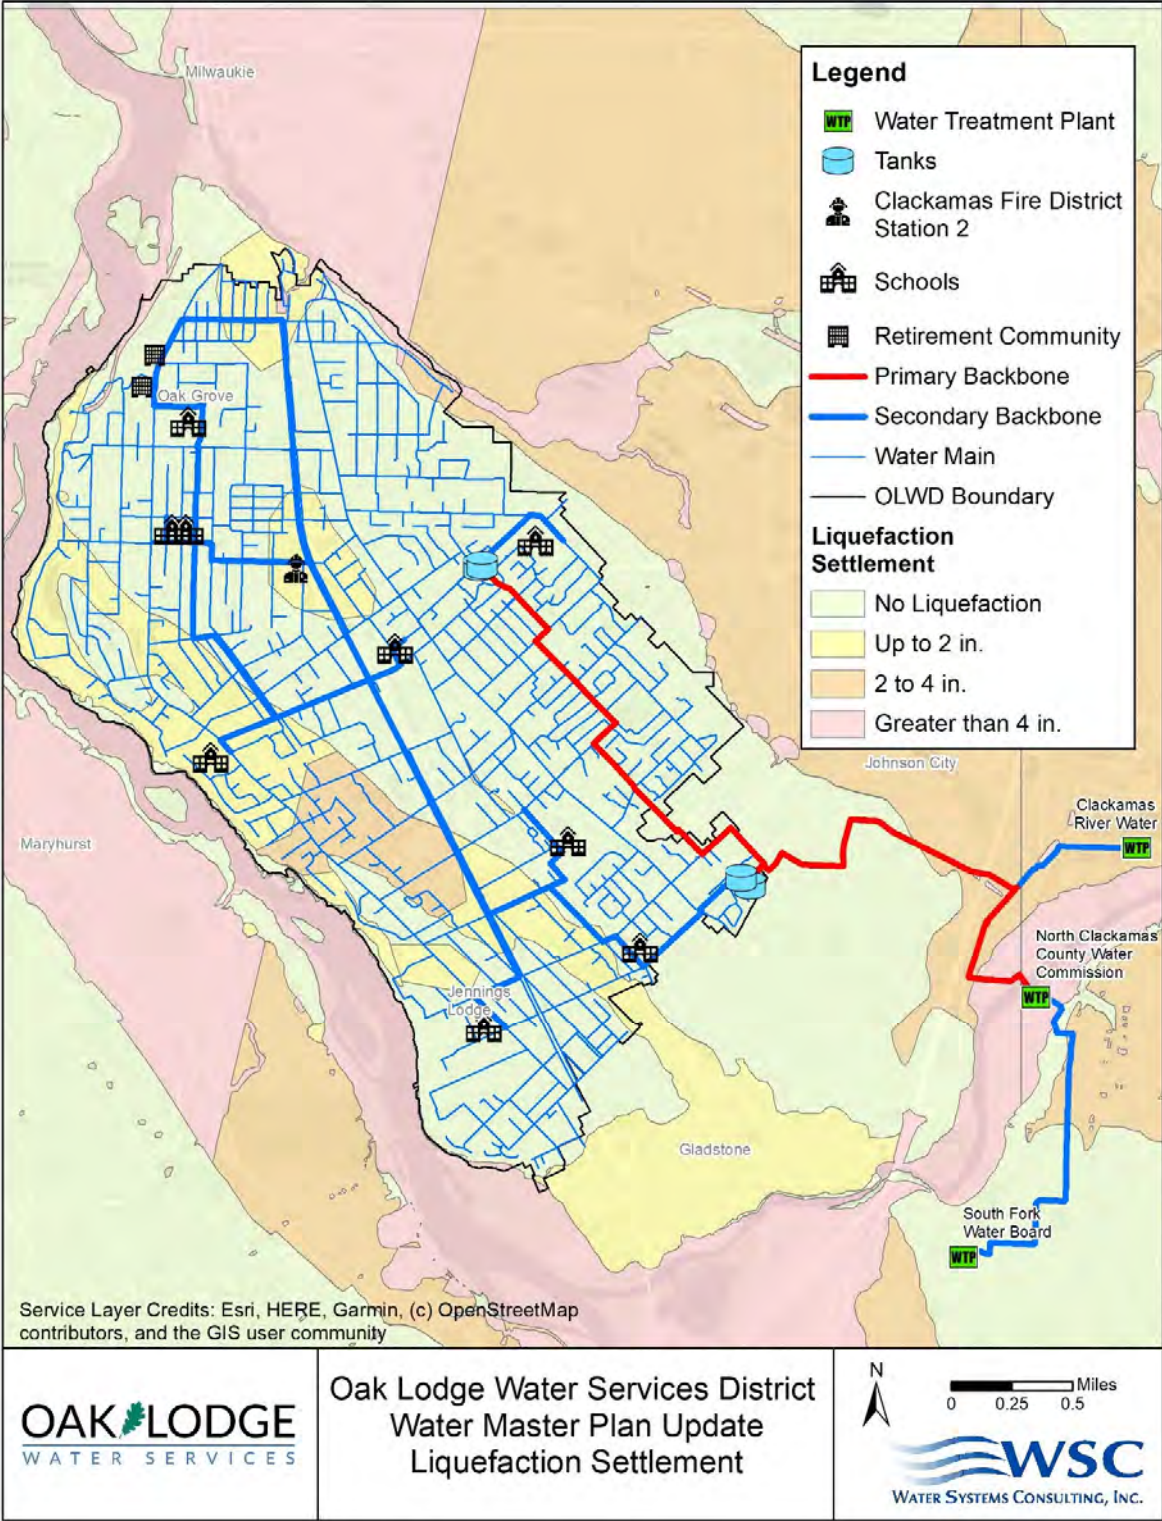 Milwaukie
Legend
WTP Water Treatment Plant
Tanks
Clackamas Fire District
Station 2
Schools
Retirement Community
Primary Backbone
Secondary Backbone
Water Main
OLWD Boundary
Liquefaction
Settlement
No Liquefaction
Up to 2 in.
2 to 4 in.
Greater than 4 in.
Oak Grove
Johnson City
Clackamas
River Water
WTP
Maryhurst
North Clackamas
County Water
Commission
WTP
Jennings
Lodge
Gladstone
South Fork
Water Board
WTP
Service Layer Credits: Esri, HERE, Garmin, (c) OpenStreetMap
contributors, and the GIS user community
OAK LODGE
WATER SERVICES
Oak Lodge Water Services District
Water Master Plan Update
Liquefaction Settlement
N
Miles
0 0.25 0.5
WSC
WATER SYSTEMS CONSULTING, INC.